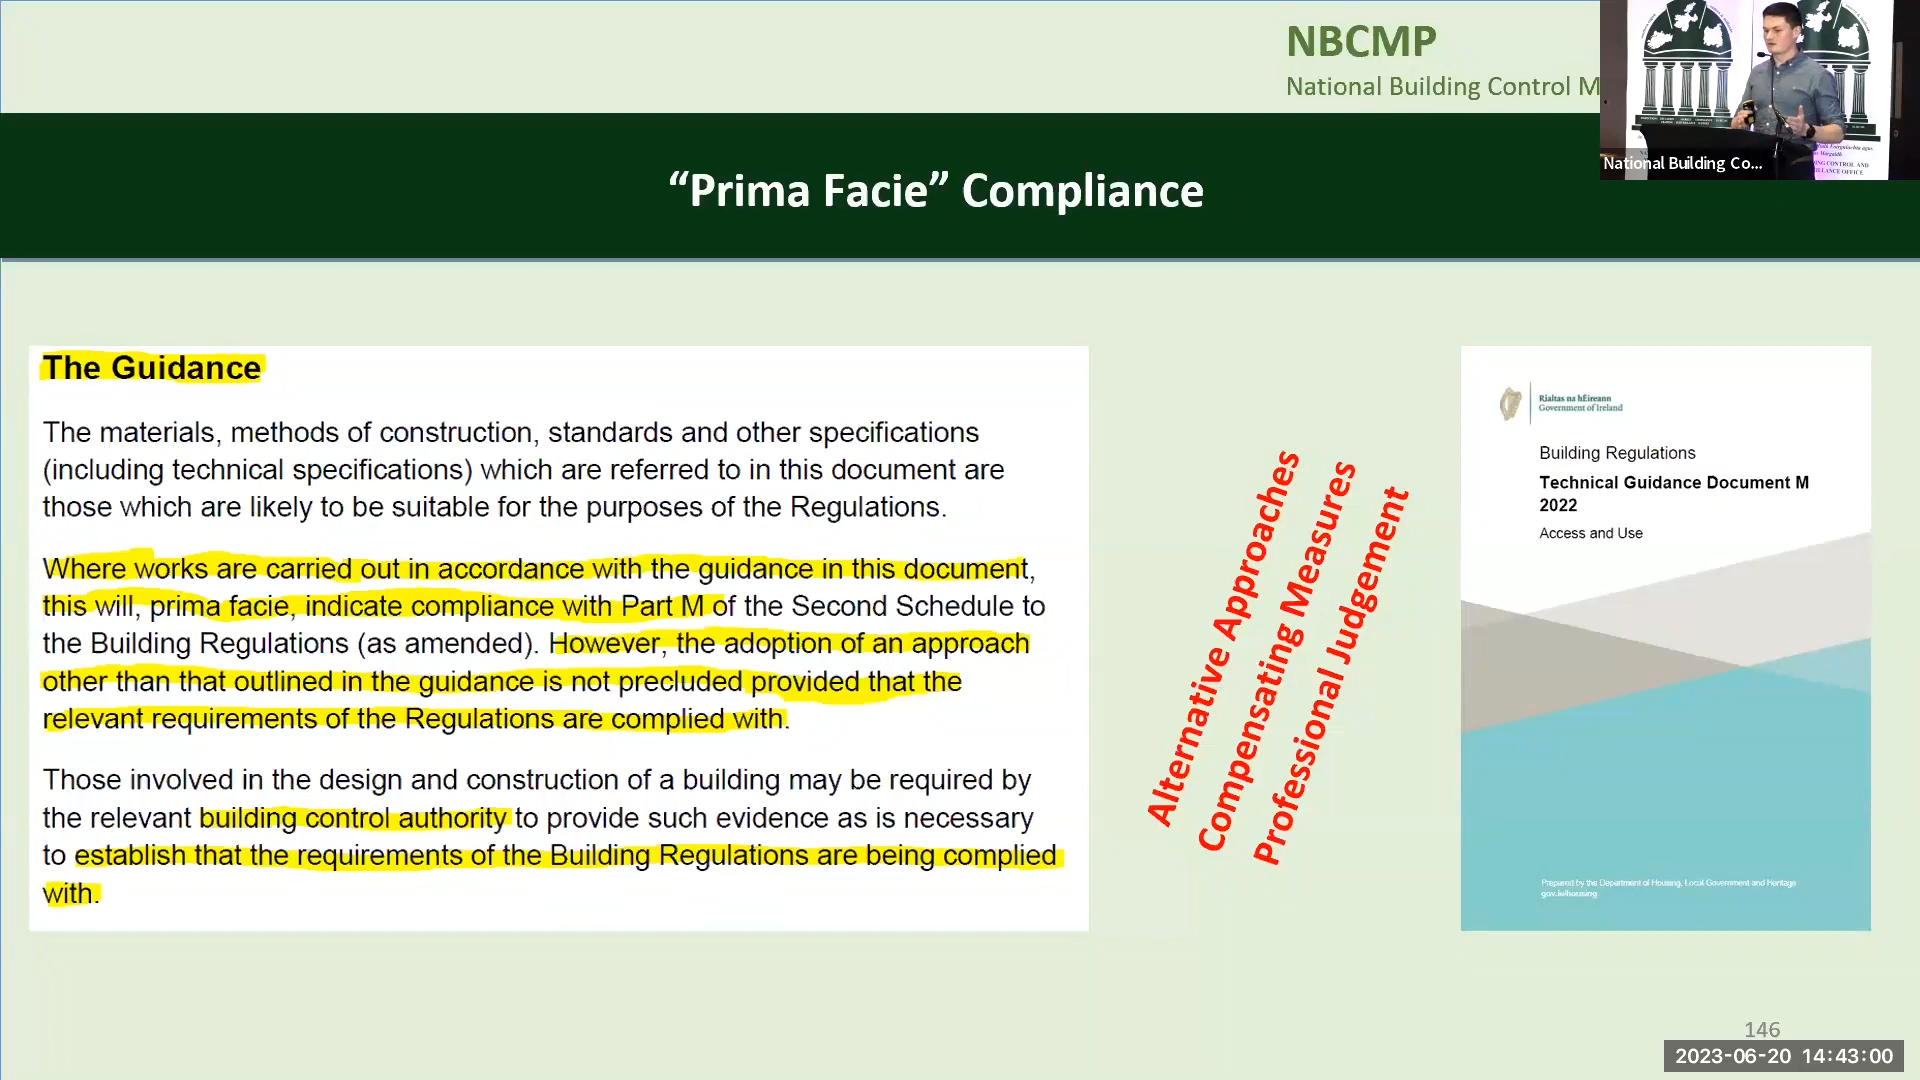 NBCMP
National Building Control M
National Building Co...
“Prima Facie” Compliance
The Guidance
The materials, methods of construction, standards and other specifications
(including technical specifications) which are referred to in this document are
those which are likely to be suitable for the purposes of the Regulations.
Where works are carried out in accordance with the guidance in this document,
this will, prima facie, indicate compliance with Part M of the Second Schedule to
the Building Regulations (as amended). However, the adoption of an approach
other than that outlined in the guidance is not precluded provided that the
relevant requirements of the Regulations are complied with.
Those involved in the design and construction of a building may be required by
the relevant building control authority to provide such evidence as is necessary
to establish that the requirements of the Building Regulations are being complied
with.
Alternative Approaches
Compensating Measures
Professional Judgement
Rialtas na hÉireann
Government of Ireland
Building Regulations
Technical Guidance Document M
2022
Access and Use
Prepared by the Department of Housing, Local Government and Heritage
gov.ie/housing
146
2023-06-20 14:43:00